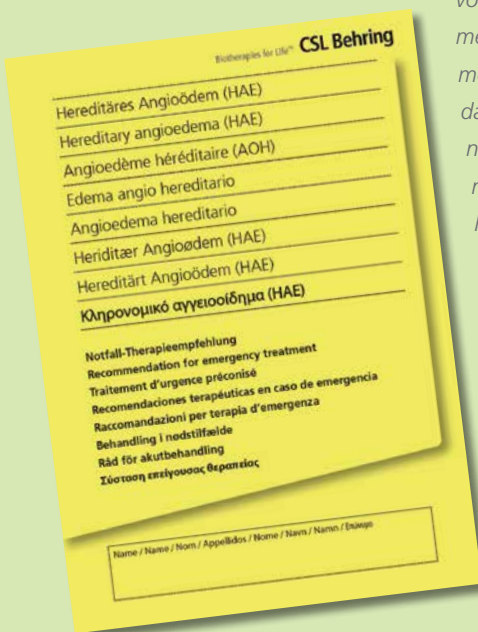 Biotherapies for Life™ CSL Behring
Hereditäres Angioödem (HAE)
Hereditary angioedema (HAE)
Angioedème héréditaire (AOH)
Edema angio hereditario
Angioedema hereditario
Heriditær Angioødem (HAE)
Hereditärt Angioödem (HAE)
Κληρονομικό αγγειοοίδημα (HAE)
Notfall-Therapieempfehlung
Recommendation for emergency treatment
Traitement d'urgence préconisé
Recomendaciones terapéuticas en caso de emergencia
Raccomandazioni per terapia d'emergenza
Behandling i nødstilfælde
Råd för akutbehandling
Σύσταση επείγουσας θεραπείας
Name / Name / Nom / Appellidos / Nome / Navn / Namn / Επώνυμο